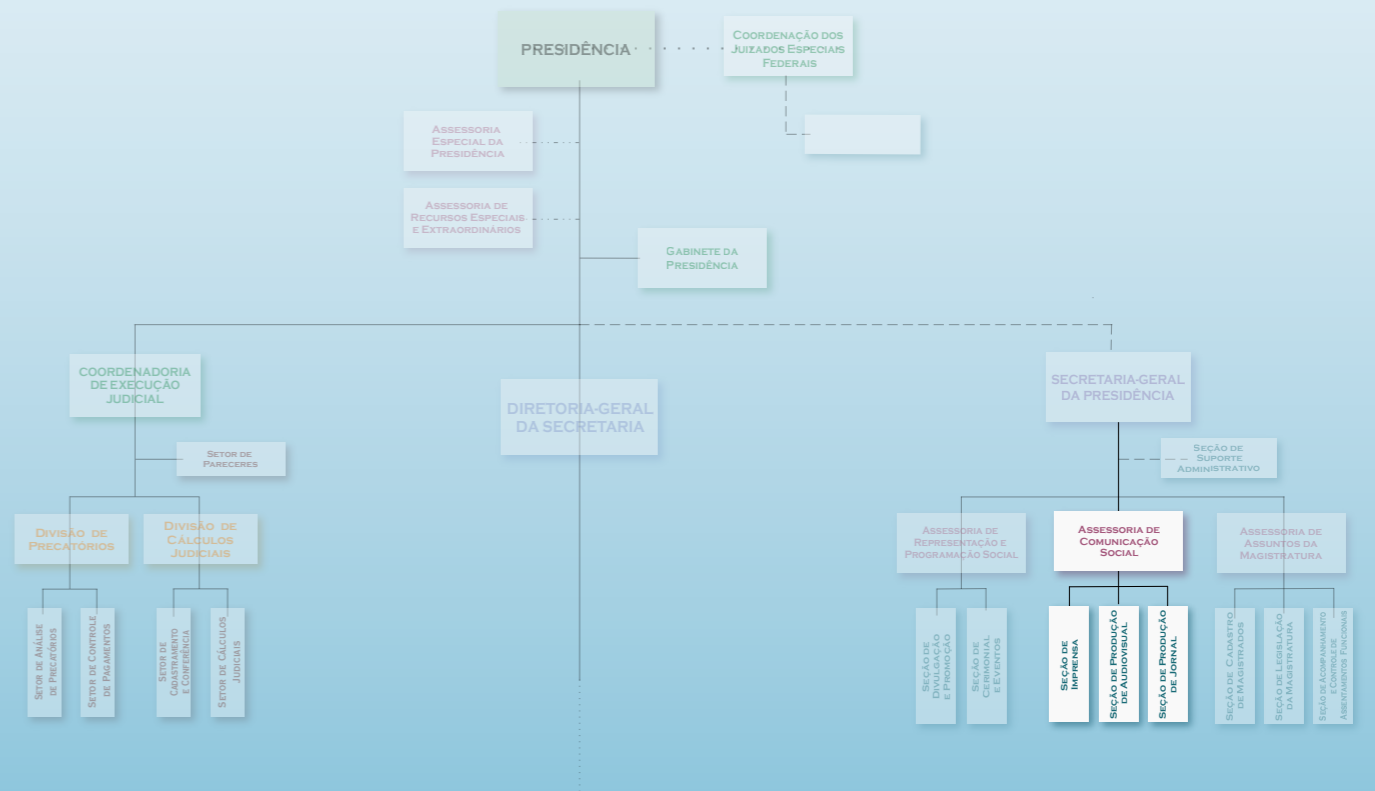 PRESIDÊNCIA
COORDENAÇÃO DOS
JUIZADOS ESPECIAIS
FEDERAIS
ASSESSORIA
ESPECIAL DA
PRESIDÊNCIA
ASSESSORIA DE
RECURSOS ESPECIAIS
E EXTRAORDINÁRIOS
GABINETE DA
PRESIDÊNCIA
COORDENADORIA
DE EXECUÇÃO
JUDICIAL
DIRETORIA-GERAL
DA SECRETARIA
SECRETARIA-GERAL
DA PRESIDÊNCIA
SETOR DE
PARECERES
SEÇÃO DE
SUPORTE
ADMINISTRATIVO
DIVISÃO DE
PRECATÓRIOS
DIVISÃO DE
CÁLCULOS
JUDICIAIS
ASSESSORIA DE
REPRESENTAÇÃO E
PROGRAMAÇÃO SOCIAL
ASSESSORIA DE
COMUNICAÇÃO
SOCIAL
ASSESSORIA DE
ASSUNTOS DA
MAGISTRATURA
SETOR DE ANÁLISE
DE PRECATÓRIOS
SETOR DE CONTROLE
DE PAGAMENTOS
SETOR DE
CADASTRAMENTO
E CONFERÊNCIA
SETOR DE CÁLCULOS
JUDICIAIS
SEÇÃO DE
DIVULGAÇÃO
E PROMOÇÃO
SEÇÃO DE
CERIMONIAL
E EVENTOS
SEÇÃO DE
IMPRENSA
SEÇÃO DE PRODUÇÃO
DE AUDIOVISUAL
SEÇÃO DE PRODUÇÃO
DE JORNAL
SEÇÃO DE CADASTRO
DE MAGISTRADOS
SEÇÃO DE LEGISLAÇÃO
DA MAGISTRATURA
SEÇÃO DE ACOMPANHAMENTO
E CONTROLE DE
ASSENTAMENTOS FUNCIONAIS